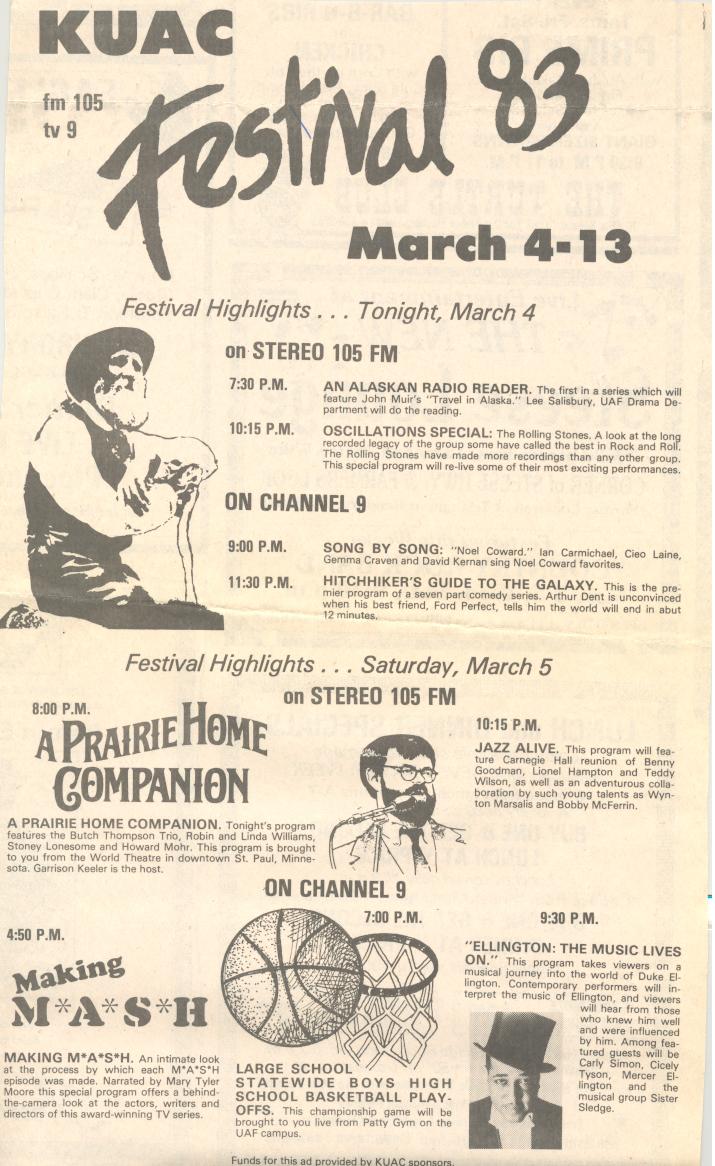 KUAC
fm 105
tv 9
Festival 83
March 4-13
Festival Highlights . . . Tonight, March 4
on STEREO 105 FM
7:30 P.M.
AN ALASKAN RADIO READER. The first in a series which will
feature John Muir's "Travel in Alaska." Lee Salisbury, UAF Drama De-
partment will do the reading.
10:15 P.M.
OSCILLATIONS SPECIAL: The Rolling Stones. A look at the long
recorded legacy of the group some have called the best in Rock and Roll.
The Rolling Stones have made more recordings than any other group.
This special program will re-live some of their most exciting performances.
ON CHANNEL 9
9:00 P.M.
SONG BY SONG: "Noel Coward." Ian Carmichael, Cieo Laine,
Gemma Craven and David Kernan sing Noel Coward favorites.
11:30 P.M.
HITCHHIKER'S GUIDE TO THE GALAXY. This is the pre-
mier program of a seven part comedy series. Arthur Dent is unconvinced
when his best friend, Ford Perfect, tells him the world will end in abut
12 minutes.
Festival Highlights . . . Saturday, March 5
on STEREO 105 FM
8:00 P.M.
A PRAIRIE HOME
COMPANION
A PRAIRIE HOME COMPANION. Tonight's program
features the Butch Thompson Trio, Robin and Linda Williams,
Stoney Lonesome and Howard Mohr. This program is brought
to you from the World Theatre in downtown St. Paul, Minne-
sota. Garrison Keeler is the host.
10:15 P.M.
JAZZ ALIVE. This program will fea-
ture Carnegie Hall reunion of Benny
Goodman, Lionel Hampton and Teddy
Wilson, as well as an adventurous colla-
boration by such young talents as Wyn-
ton Marsalis and Bobby McFerrin.
ON CHANNEL 9
4:50 P.M.
Making
M*A*S*H
MAKING M*A*S*H. An intimate look
at the process by which each M*A*S*H
episode was made. Narrated by Mary Tyler
Moore this special program offers a behind-
the-camera look at the actors, writers and
directors of this award-winning TV series.
7:00 P.M.
LARGE SCHOOL
STATEWIDE BOYS HIGH
SCHOOL BASKETBALL PLAY-
OFFS. This championship game will be
brought to you live from Patty Gym on the
UAF campus.
9:30 P.M.
"ELLINGTON: THE MUSIC LIVES
ON." This program takes viewers on a
musical journey into the world of Duke El-
lington. Contemporary performers will in-
terpret the music of Ellington, and viewers
will hear from those
who knew him well
and were influenced
by him. Among fea-
tured guests will be
Carly Simon, Cicely
Tyson, Mercer El-
lington and the
musical group Sister
Sledge.
Funds for this ad provided by KUAC sponsors.